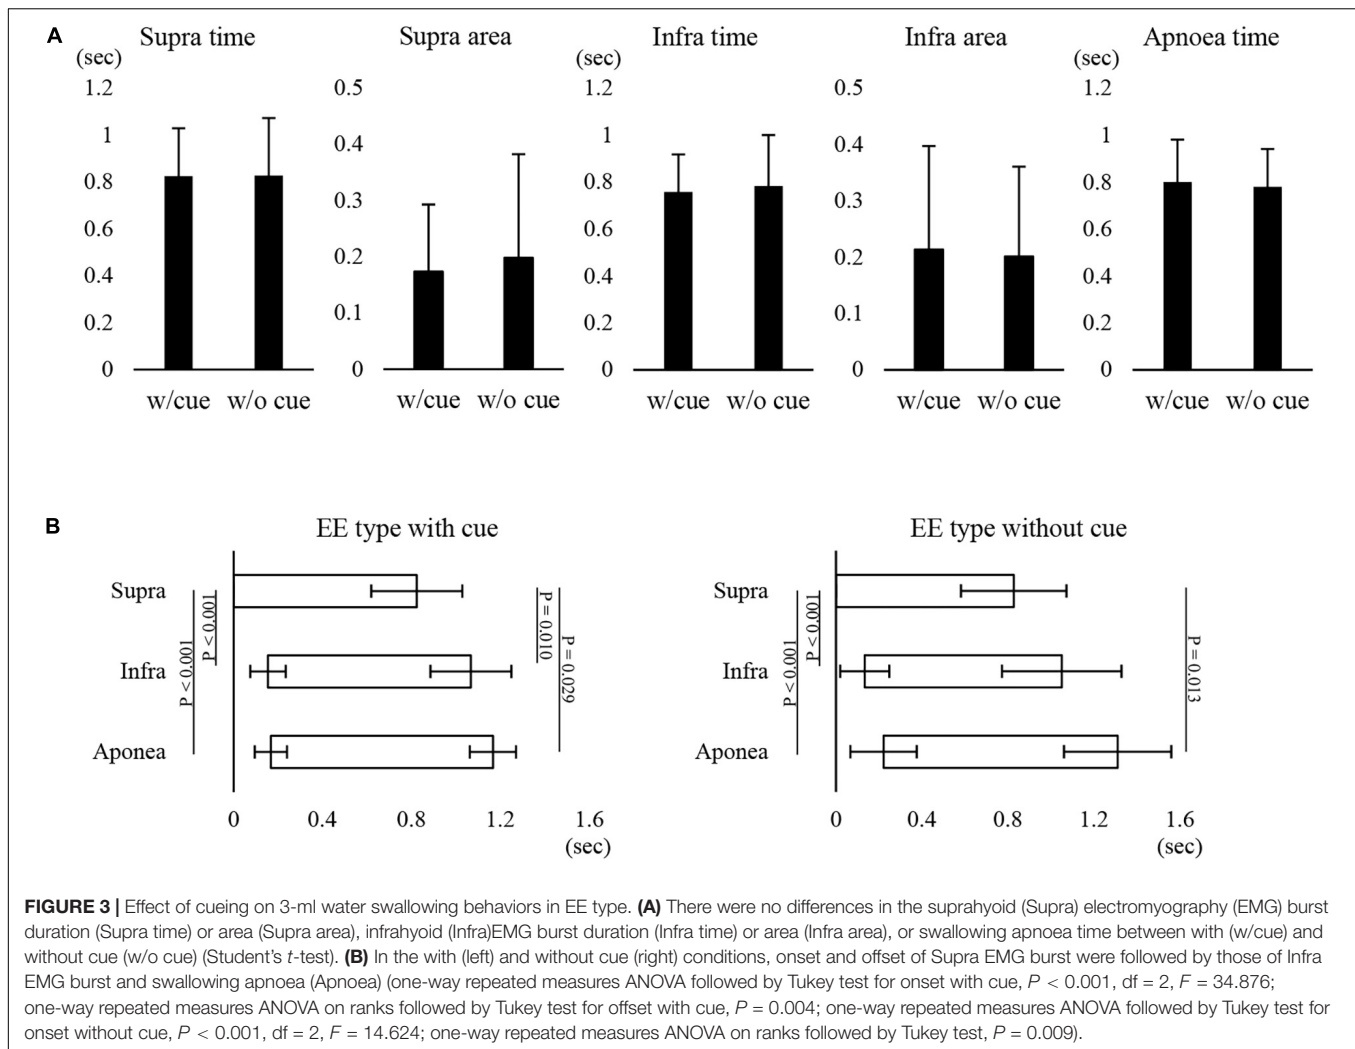 A
Supra time
Supra area
Infra time
Infra area
Apnoea time
(sec)
1.2
1
0.8
0.6
0.4
0.2
0
w/cue w/o cue
0.5
0.4
0.3
0.2
0.1
0
w/cue w/o cue
(sec)
1.2
1
0.8
0.6
0.4
0.2
0
w/cue w/o cue
0.5
0.4
0.3
0.2
0.1
0
w/cue w/o cue
(sec)
1.2
1
0.8
0.6
0.4
0.2
0
w/cue w/o cue
B
EE type with cue
Supra
Infra
Aponea
P < 0.001
P < 0.001
P = 0.010
P = 0.029
0 0.4 0.8 1.2 1.6
(sec)
EE type without cue
Supra
Infra
Aponea
P < 0.001
P < 0.001
P = 0.013
0 0.4 0.8 1.2 1.6
(sec)
FIGURE 3 | Effect of cueing on 3-ml water swallowing behaviors in EE type. (A) There were no differences in the suprahyoid (Supra) electromyography (EMG) burst
duration (Supra time) or area (Supra area), infrahyoid (Infra)EMG burst duration (Infra time) or area (Infra area), or swallowing apnoea time between with (w/cue) and
without cue (w/o cue) (Student's t-test). (B) In the with (left) and without cue (right) conditions, onset and offset of Supra EMG burst were followed by those of Infra
EMG burst and swallowing apnoea (Apnoea) (one-way repeated measures ANOVA followed by Tukey test for onset with cue, P < 0.001, df = 2, F = 34.876;
one-way repeated measures ANOVA on ranks followed by Tukey test for offset with cue, P = 0.004; one-way repeated measures ANOVA followed by Tukey test for
onset without cue, P < 0.001, df = 2, F = 14.624; one-way repeated measures ANOVA on ranks followed by Tukey test, P = 0.009).